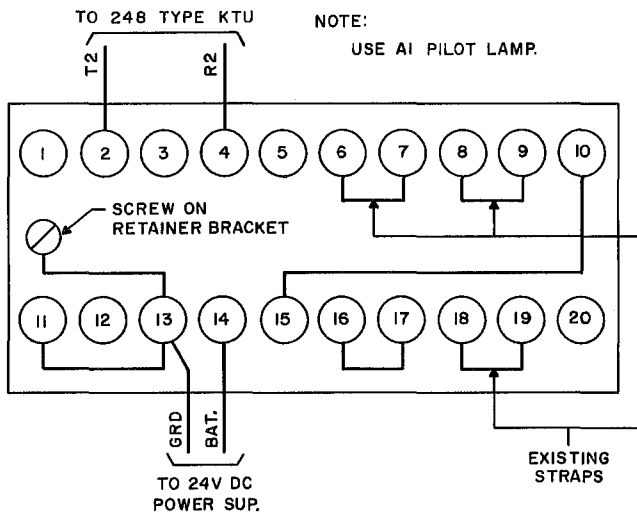 TO 248 TYPE KTU
NOTE:
USE A1 PILOT LAMP.
T2
R2
1 2 3 4 5 6 7 8 9 10
SCREW ON
RETAINER BRACKET
11 12 13 14 15 16 17 18 19 20
GRD
BAT.
TO 24V DC
POWER SUP.
EXISTING
STRAPS